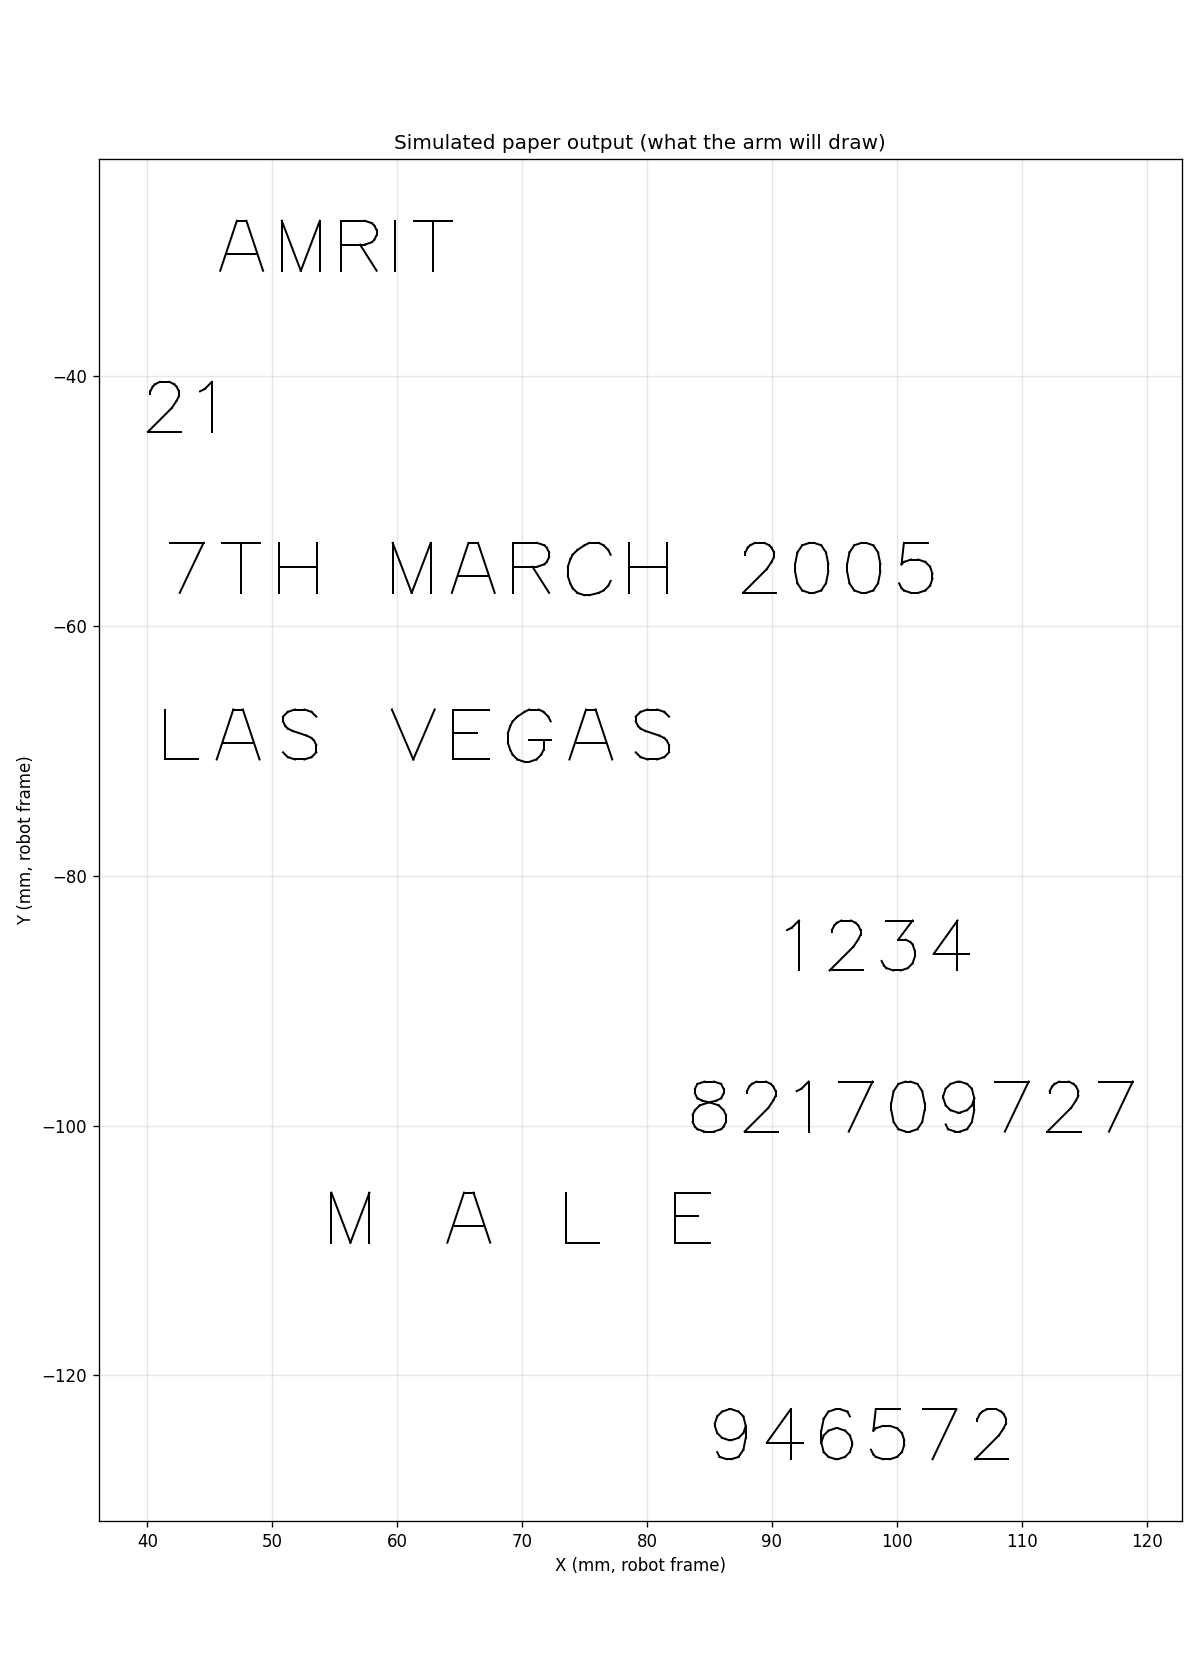 Simulated paper output (what the arm will draw)
AMRIT
−40
21
7TH MARCH 2005
−60
LAS VEGAS
Y (mm, robot frame)
−80
1234
821709727
−100
M A L E
−120
946572
40 50 60 70 80 90 100 110 120
X (mm, robot frame)